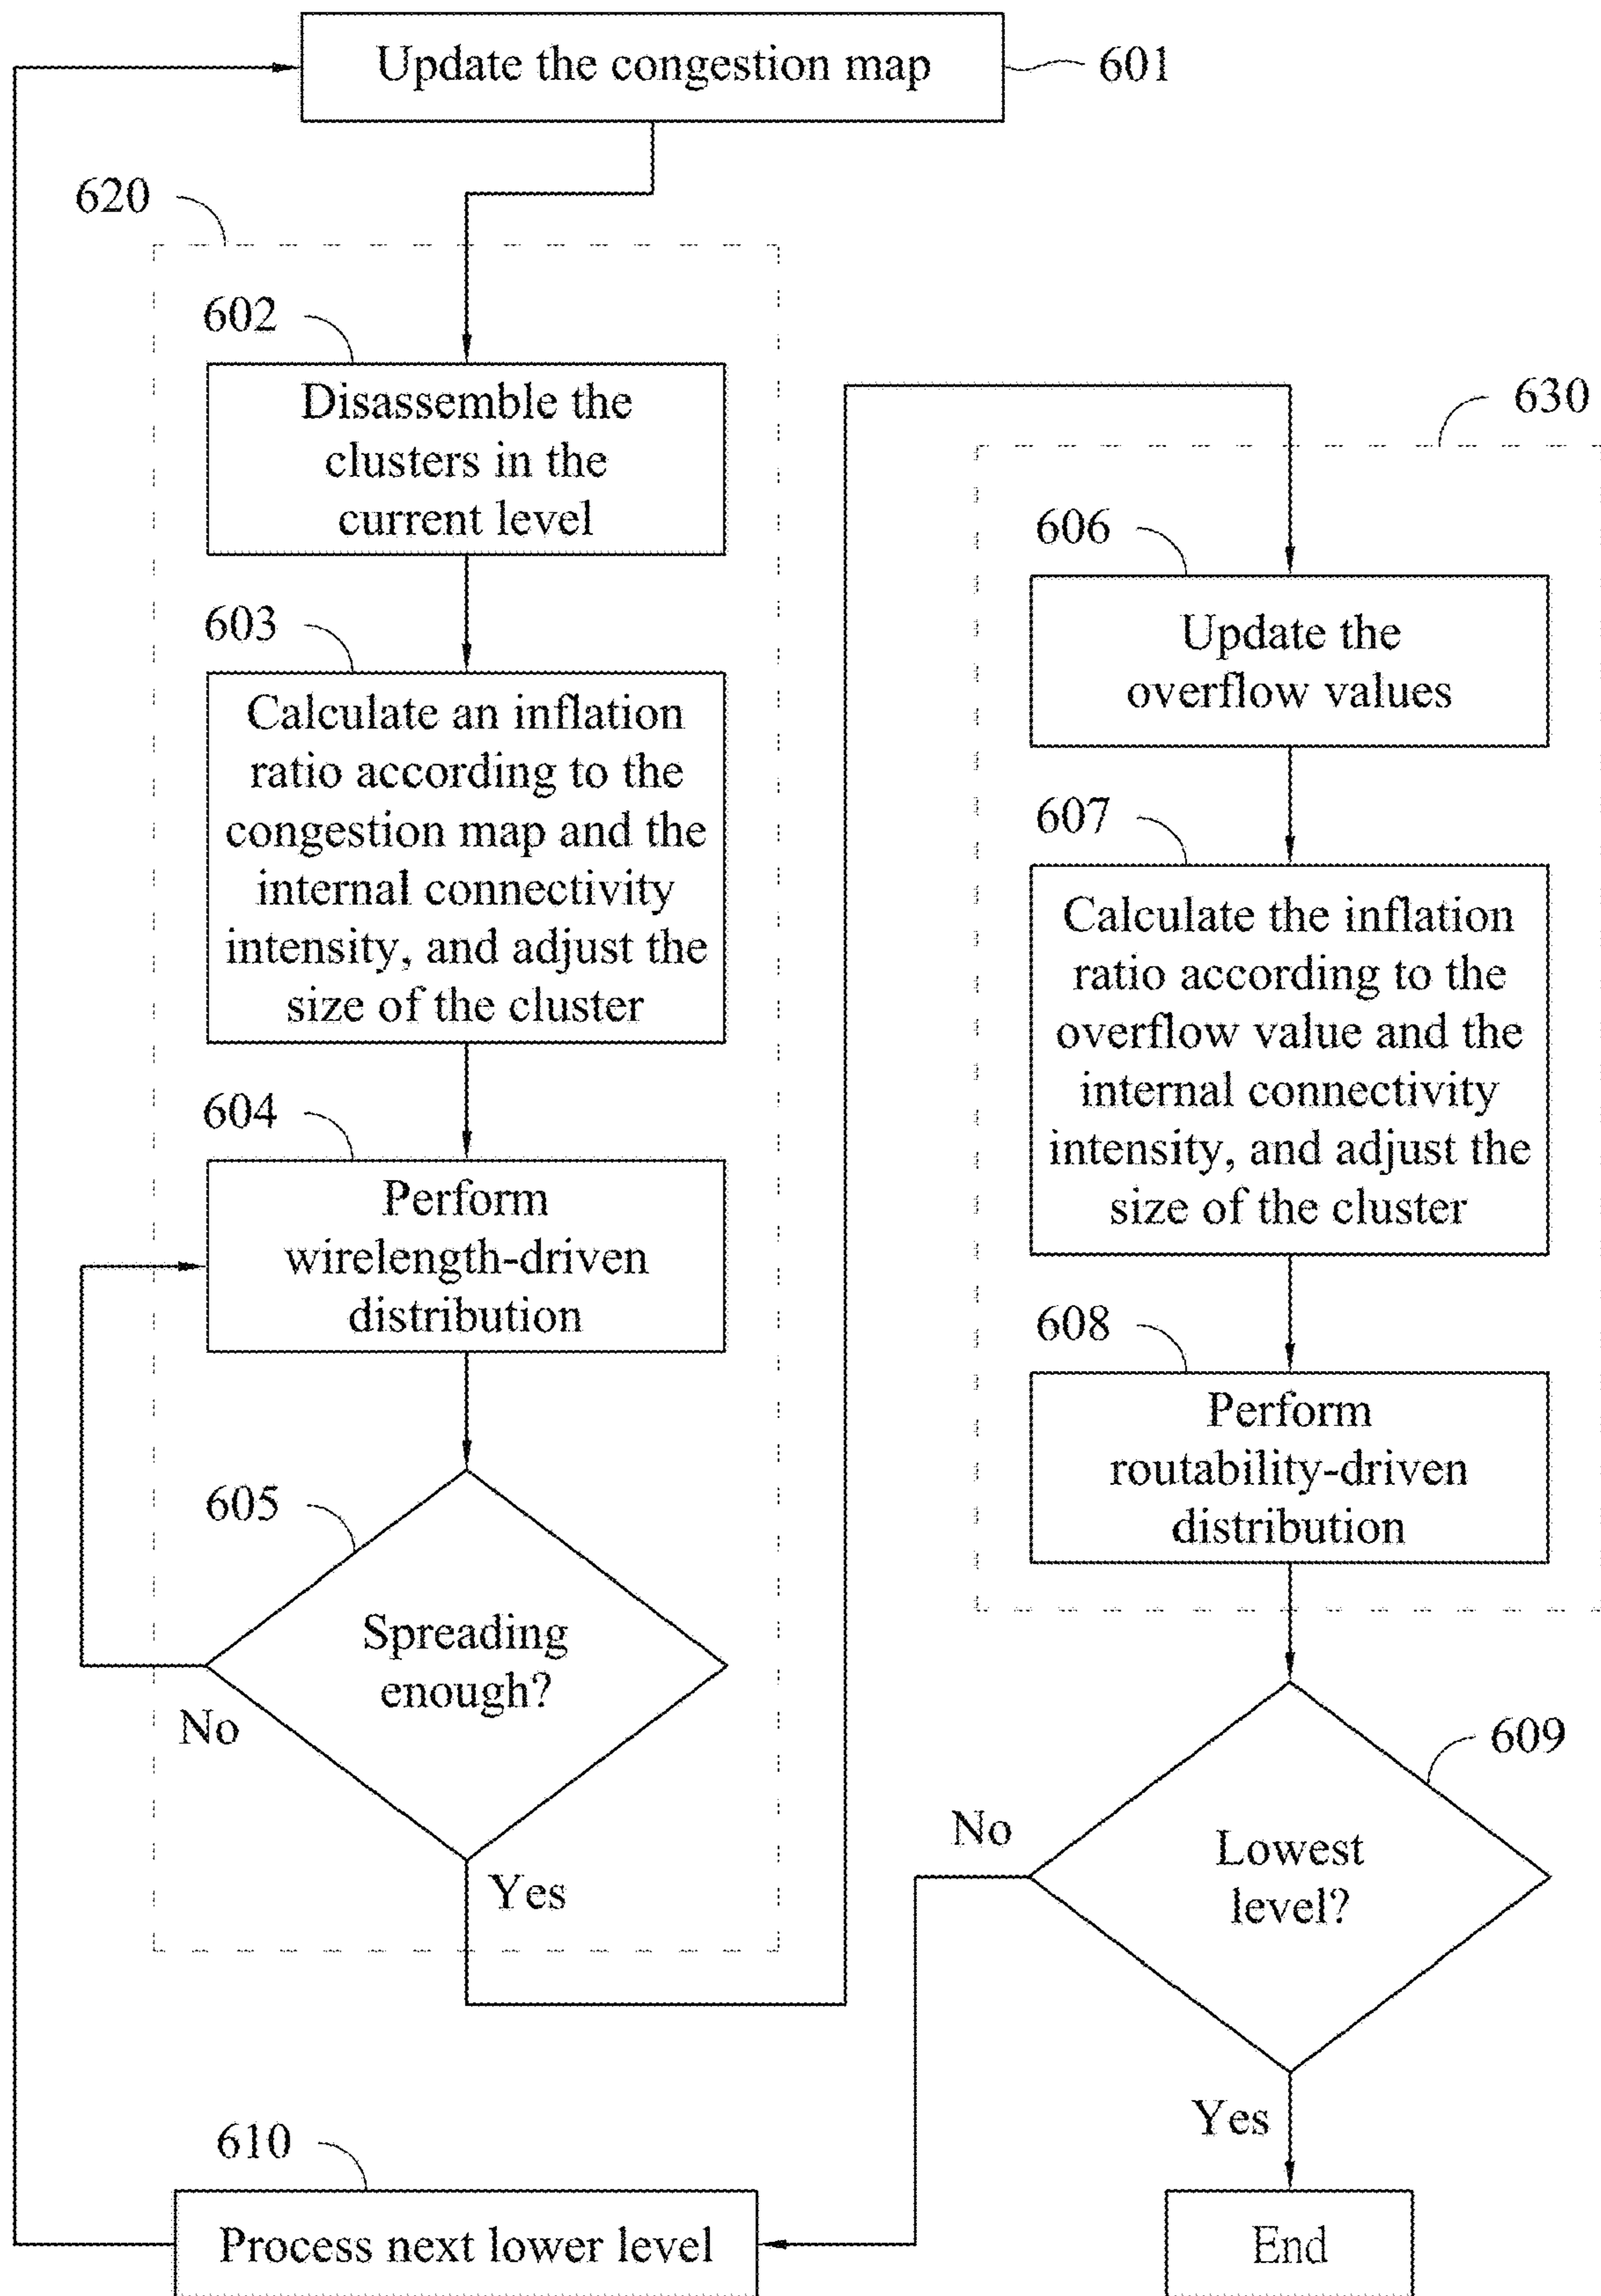 Update the congestion map
601
620
602
Disassemble the
clusters in the
current level
603
Calculate an inflation
ratio according to the
congestion map and the
internal connectivity
intensity, and adjust the
size of the cluster
604
Perform
wirelength-driven
distribution
605
Spreading
enough?
No
Yes
630
606
Update the
overflow values
607
Calculate the inflation
ratio according to the
overflow value and the
internal connectivity
intensity, and adjust the
size of the cluster
608
Perform
routability-driven
distribution
609
Lowest
level?
No
Yes
610
Process next lower level
End